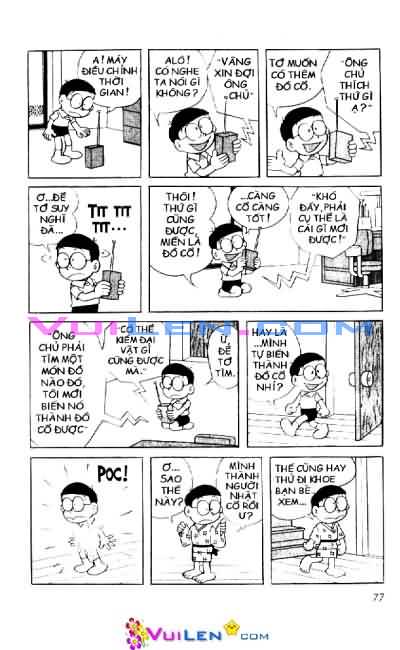 A! MÁY
ĐIỀU CHỈNH
THỜI
GIAN!
ALÔ!
CÓ NGHE
TA NÓI GÌ
KHÔNG?
"VÂNG
XIN ĐỢI
ÔNG
CHỦ"
TỚ MUỐN
CÓ THÊM
ĐỒ CỔ.
"ÔNG
CHỦ
THÍCH
THỨ GÌ
Ạ?"
Ơ...ĐỂ
TỚ SUY
NGHĨ
ĐÃ...
TÍT TÍT
TÍT...
THÔI!
THỨ GÌ
CŨNG
ĐƯỢC,
MIỄN LÀ
ĐỒ CỔ!
...CÀNG
CỔ CÀNG
TỐT!
"KHÓ
ĐẤY, PHẢI
CỤ THỂ LÀ
CÁI GÌ MỚI
ĐƯỢC!"
"ÔNG
CHỦ PHẢI
TÌM MỘT
MÓN ĐỒ
NÀO ĐÓ,
TÔI MỚI
BIẾN NÓ
THÀNH ĐỒ
CỔ ĐƯỢC"
"CÓ THỂ
KIẾM ĐẠI
VẬT GÌ
CŨNG ĐƯỢC
MÀ."
Ừ,
ĐỂ
TỚ
TÌM.
HAY LÀ
...MÌNH
TỰ BIẾN
THÀNH
ĐỒ CỔ
NHỈ?
VUILEN.COM
POC!
Ơ...
SAO
THẾ
NÀY?
MÌNH
THÀNH
NGƯỜI
NHẬT
CỔ RỒI
Ư?
THẾ CŨNG HAY
THỬ ĐI KHOE
BẠN BÈ
XEM...
77
VUILEN.COM